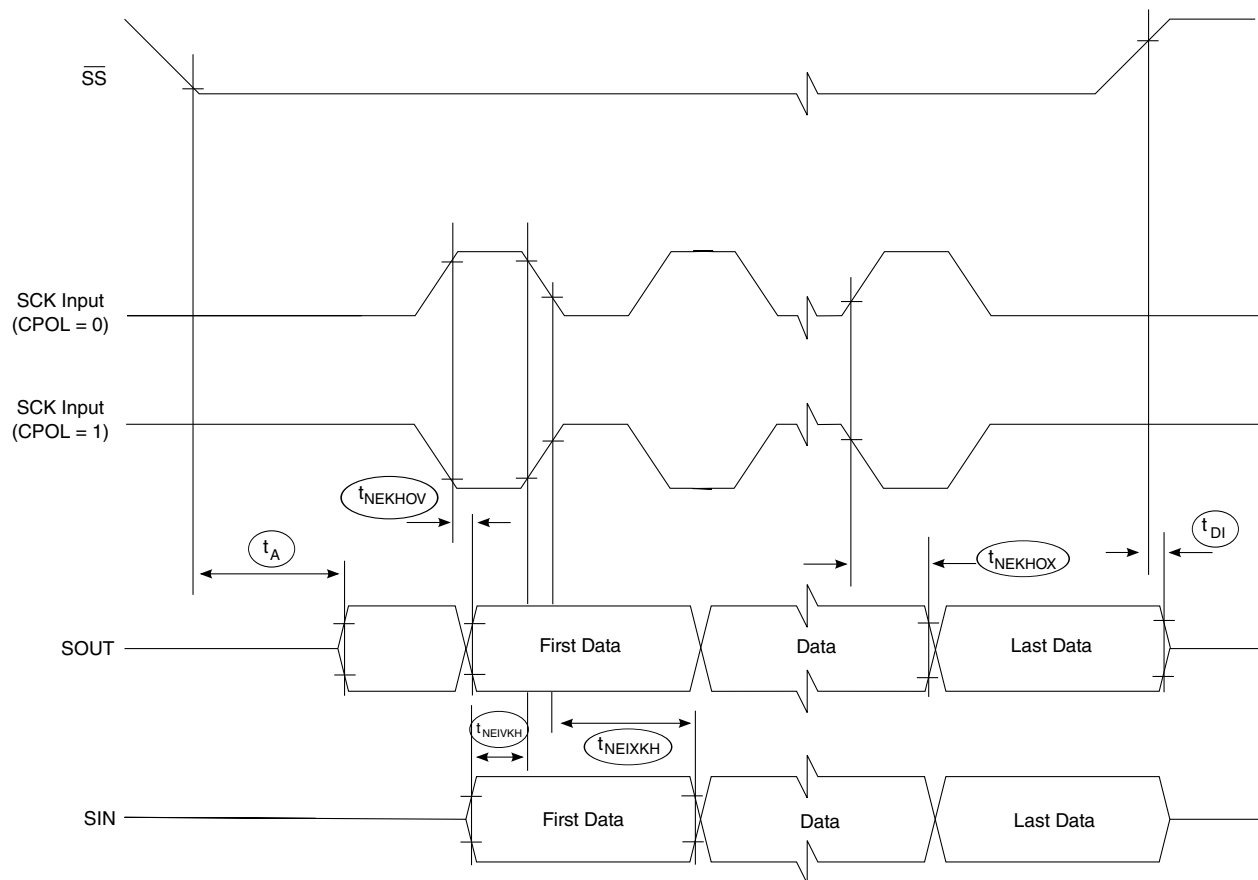 SS
SCK Input
(CPOL = 0)
SCK Input
(CPOL = 1)
tNEKHOV
tA
tDI
tNEKHOX
SOUT
First Data
Data
Last Data
tNEIVKH
tNEIXKH
SIN
First Data
Data
Last Data